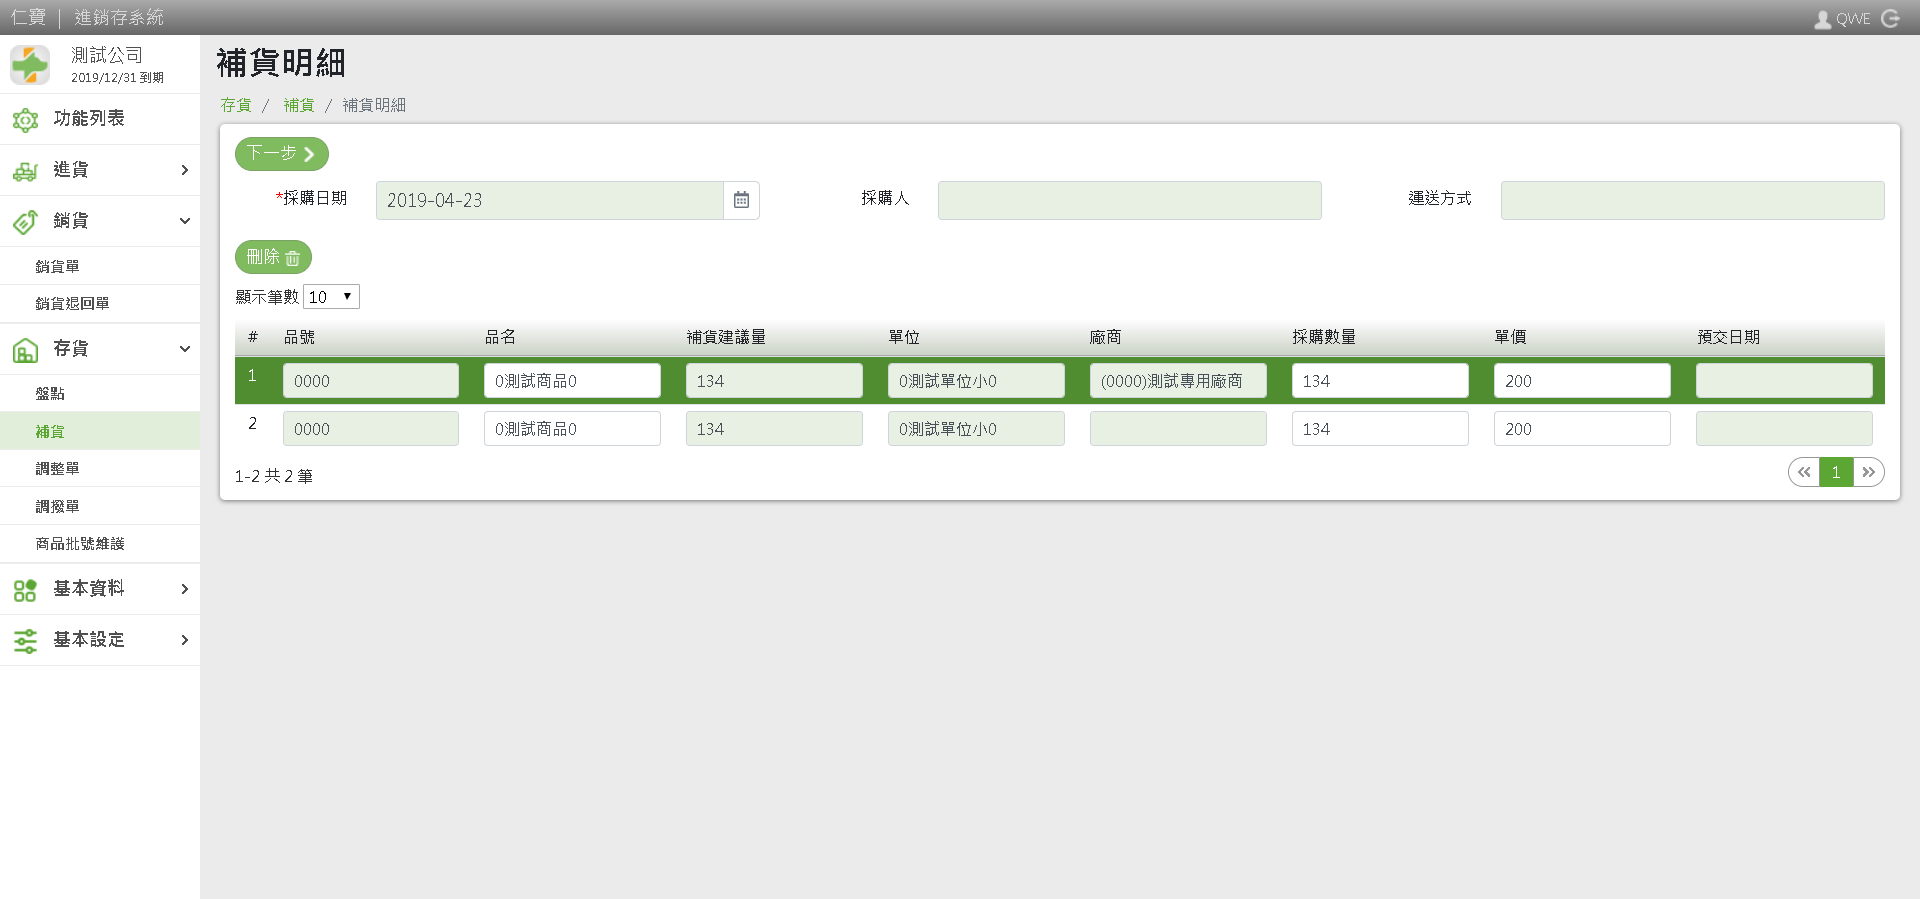 仁寶 | 進銷存系統
QWE
測試公司
2019/12/31 到期
功能列表
進貨
銷貨
銷貨單
銷貨退回單
存貨
盤點
補貨
調整單
調撥單
商品批號維護
基本資料
基本設定
補貨明細
存貨 / 補貨 / 補貨明細
下一步
*採購日期 2019-04-23 採購人 運送方式
刪除
顯示筆數 10
# 品號 品名 補貨建議量 單位 廠商 採購數量 單價 預交日期
1 0000 0測試商品0 134 0測試單位小0 (0000)測試專用廠商 134 200
2 0000 0測試商品0 134 0測試單位小0 134 200
1-2 共 2 筆
« 1 »